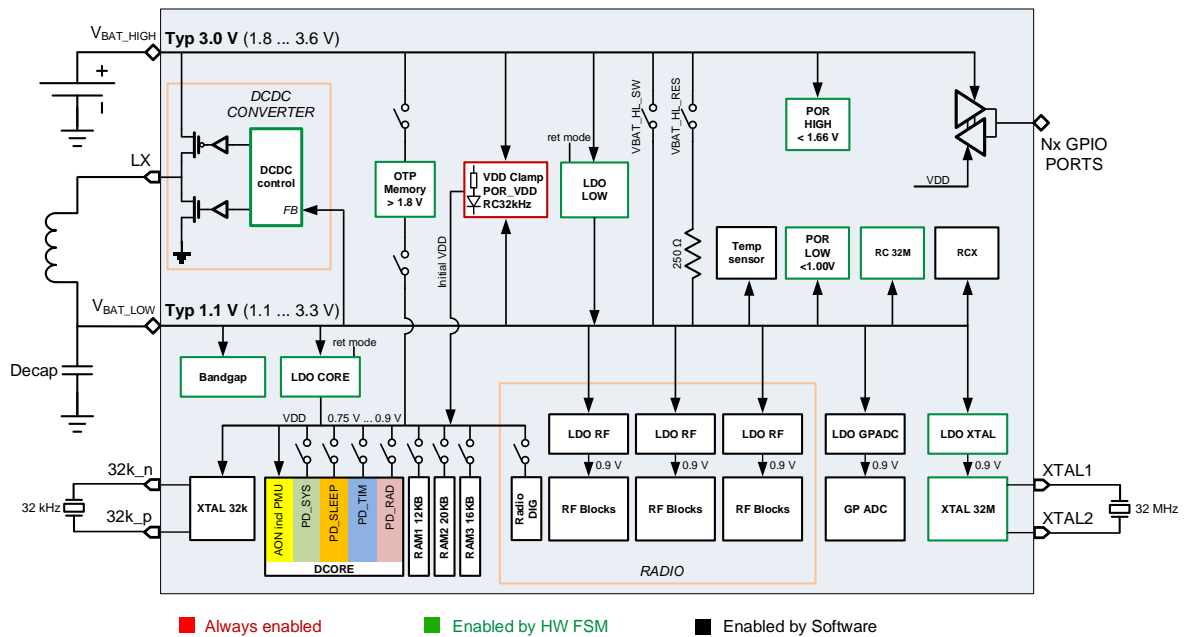 VBAT_HIGH
Typ 3.0 V (1.8 ... 3.6 V)
DCDC
CONVERTER
LX
DCDC
control
FB
OTP
Memory
> 1.8 V
VDD Clamp
POR_VDD
RC32kHz
Initial VDD
ret mode
LDO
LOW
VBAT_HL_SW
VBAT_HL_RES
250 Ω
POR
HIGH
< 1.66 V
VDD
Nx GPIO
PORTS
Temp
sensor
POR
LOW
<1.00V
RC 32M
RCX
VBAT_LOW
Typ 1.1 V (1.1 ... 3.3 V)
Decap
Bandgap
LDO CORE
ret mode
VDD
0.75 V ... 0.9 V
LDO RF
LDO RF
LDO RF
LDO GPADC
LDO XTAL
0.9 V
0.9 V
0.9 V
0.9 V
0.9 V
32k_n
32 kHz
32k_p
XTAL 32k
AON incl PMU
PD_SYS
PD_SLEEP
PD_TIM
PD_RAD
DCORE
RAM1 12KB
RAM2 20KB
RAM3 16KB
Radio
DIG
RF Blocks
RF Blocks
RF Blocks
GP ADC
XTAL 32M
XTAL1
XTAL2
32 MHz
RADIO
Always enabled
Enabled by HW FSM
Enabled by Software